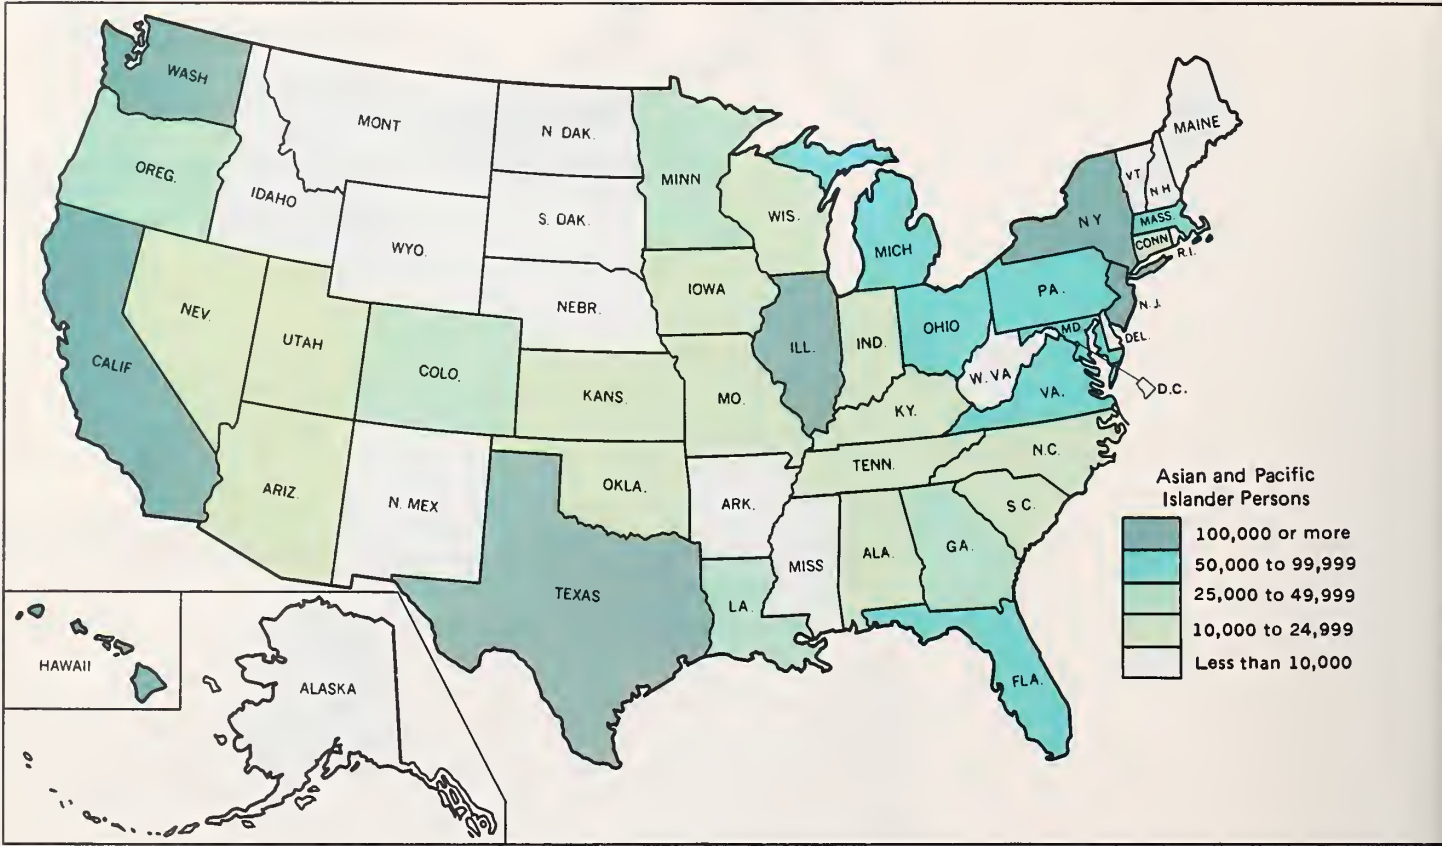 WASH
MONT
N DAK.
MINN
MAINE
VT
N H
OREG.
IDAHO
S. DAK.
WIS.
MICH
N Y
MASS.
CONN
R.I.
WYO.
NEBR.
IOWA
PA.
N. J.
NEV.
UTAH
COLO.
KANS.
MO.
ILL.
IND.
OHIO
MD
DEL.
CALIF
W. VA
VA.
D.C.
KY.
ARIZ.
N. MEX
OKLA.
ARK.
TENN.
N.C.
S C.
TEXAS
LA.
MISS
ALA.
GA.
FLA.
HAWAII
ALASKA
Asian and Pacific
Islander Persons
100,000 or more
50,000 to 99,999
25,000 to 49,999
10,000 to 24,999
Less than 10,000